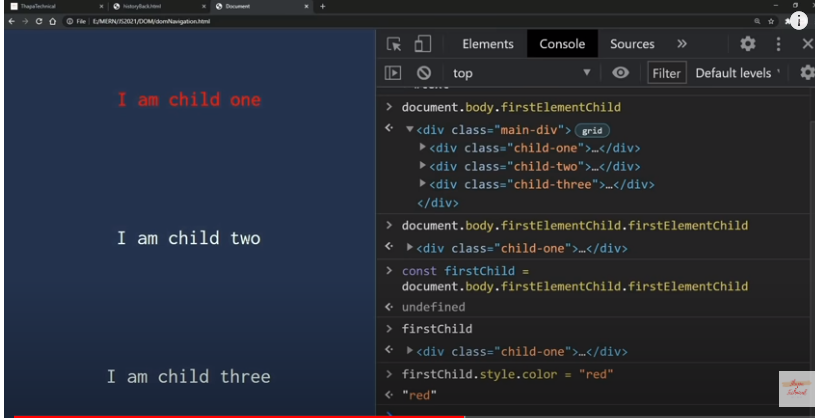 ThapaTechnical
historyBack.html
Document
File | E:/MERN/JS2021/DOM/domNavigation.html
Elements Console Sources »
top Filter Default levels
#text
> document.body.firstElementChild
▼<div class="main-div"> grid
▶<div class="child-one">…</div>
▶<div class="child-two">…</div>
▶<div class="child-three">…</div>
</div>
> document.body.firstElementChild.firstElementChild
▶<div class="child-one">…</div>
> const firstChild =
document.body.firstElementChild.firstElementChild
undefined
> firstChild
▶<div class="child-one">…</div>
> firstChild.style.color = "red"
"red"
I am child one
I am child two
I am child three
Thapa
Technical